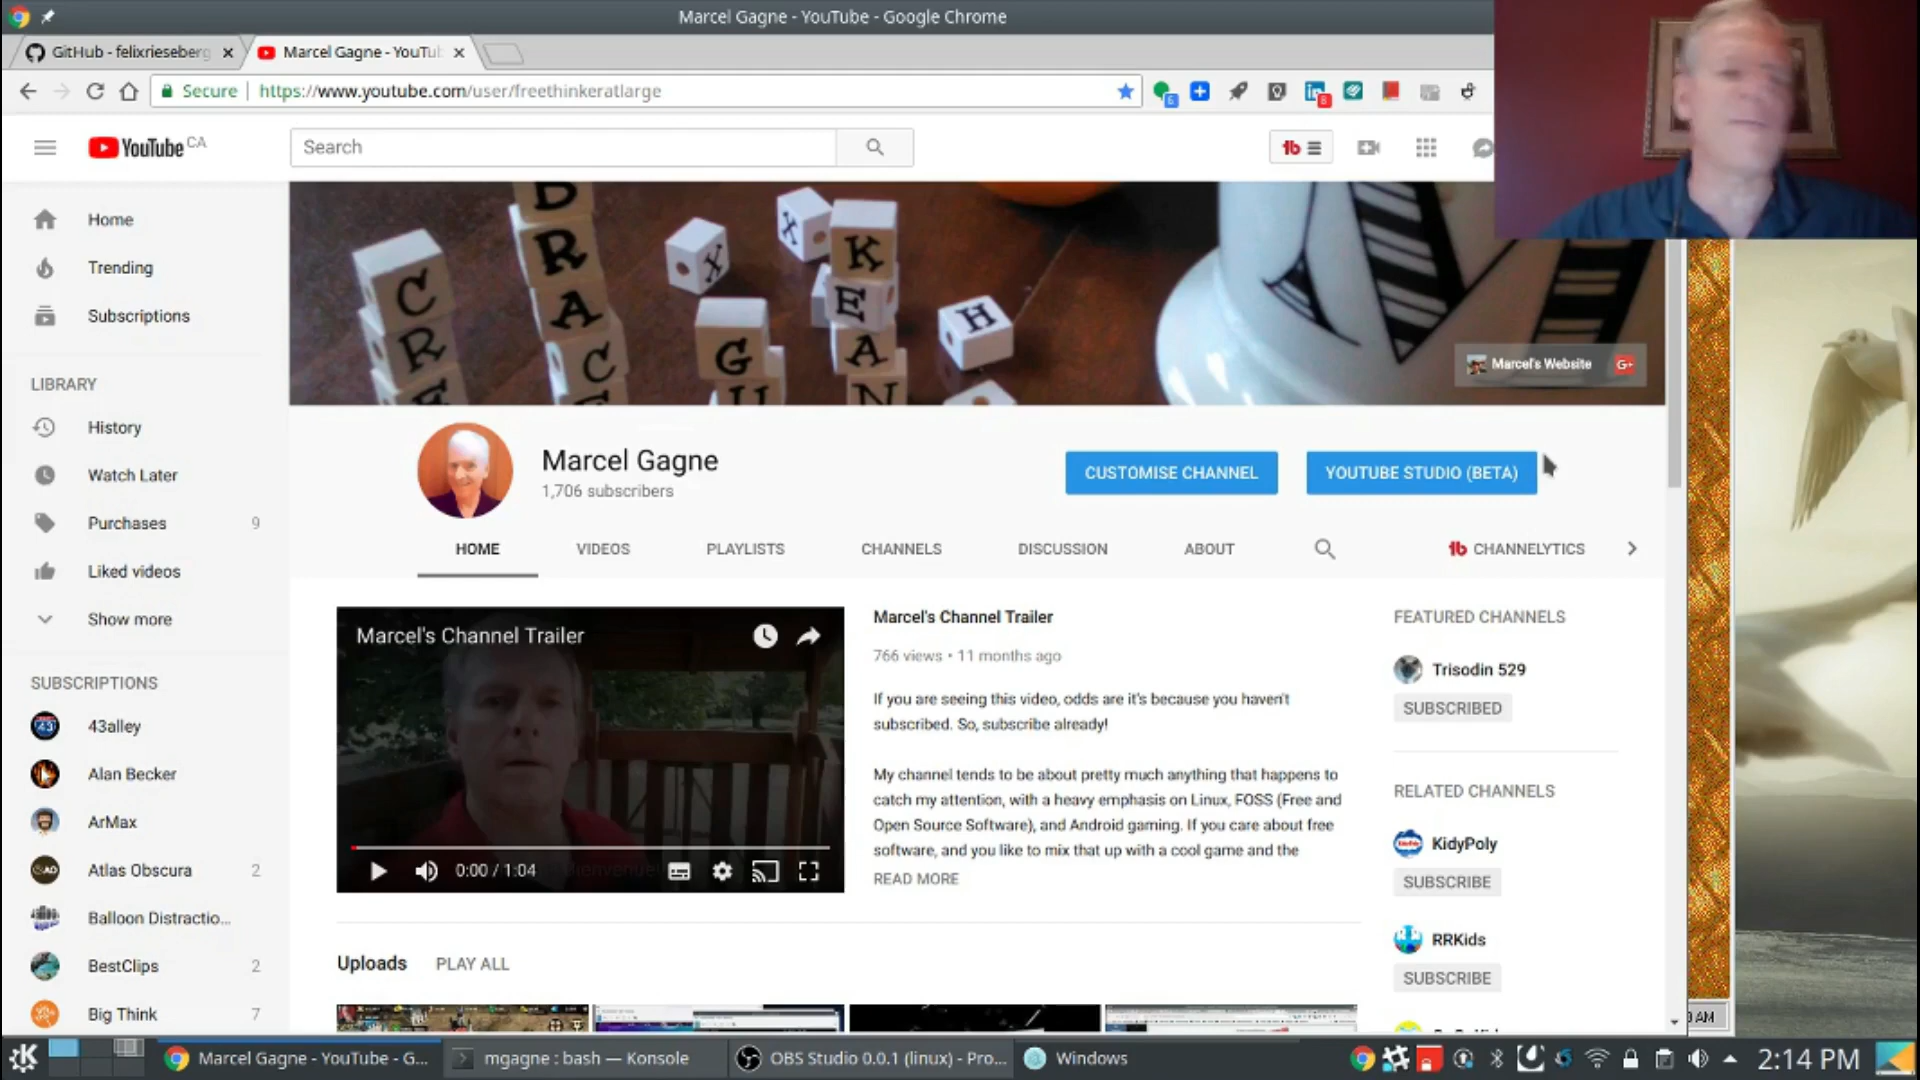 Marcel Gagne - YouTube - Google Chrome
GitHub - felixrieseberg
Marcel Gagne - YouTu
Secure
https://www.youtube.com/user/freethinkeratlarge
6
8
YouTube CA
Search
Home
Trending
Subscriptions
LIBRARY
History
Watch Later
Purchases 9
Liked videos
Show more
SUBSCRIPTIONS
43alley
Alan Becker
ArMax
Atlas Obscura 2
Balloon Distractio...
BestClips 2
Big Think 7
C
R
D
R
A
C
X
X
G
U
K
E
A
N
H
M
Marcel's Website
G+
Marcel Gagne
1,706 subscribers
CUSTOMISE CHANNEL
YOUTUBE STUDIO (BETA)
HOME VIDEOS PLAYLISTS CHANNELS DISCUSSION ABOUT CHANNELYTICS
Marcel's Channel Trailer
0:00 / 1:04
Marcel's Channel Trailer
766 views • 11 months ago
If you are seeing this video, odds are it's because you haven't
subscribed. So, subscribe already!
My channel tends to be about pretty much anything that happens to
catch my attention, with a heavy emphasis on Linux, FOSS (Free and
Open Source Software), and Android gaming. If you care about free
software, and you like to mix that up with a cool game and the
READ MORE
FEATURED CHANNELS
Trisodin 529
SUBSCRIBED
RELATED CHANNELS
KidyPoly
SUBSCRIBE
RRKids
SUBSCRIBE
Uploads PLAY ALL
AM
Marcel Gagne - YouTube - G...
mgagne : bash — Konsole
OBS Studio 0.0.1 (linux) - Pro...
Windows
2:14 PM